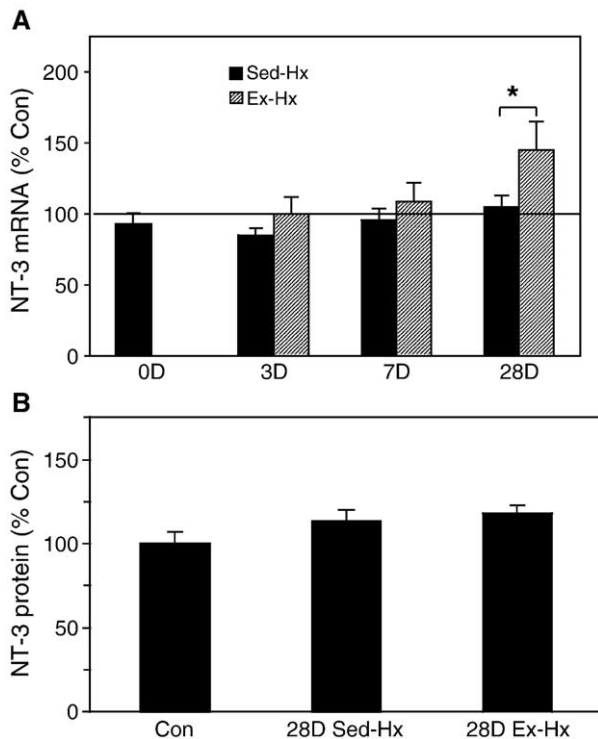 A
NT-3 mRNA (% Con)
200
150
100
50
0
Sed-Hx
Ex-Hx
*
0D 3D 7D 28D
B
NT-3 protein (% Con)
150
100
50
0
Con 28D Sed-Hx 28D Ex-Hx